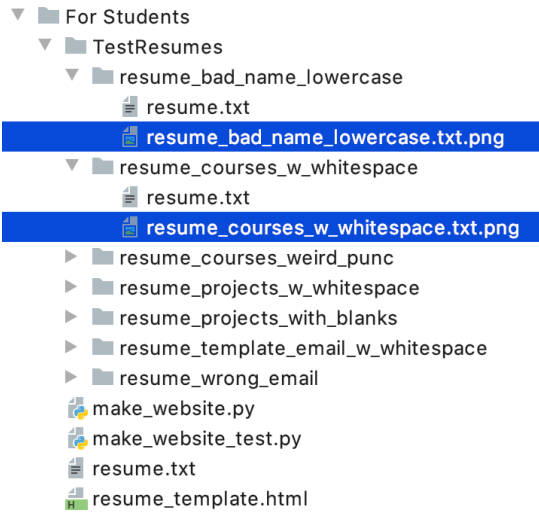 For Students
TestResumes
resume_bad_name_lowercase
resume.txt
resume_bad_name_lowercase.txt.png
resume_courses_w_whitespace
resume.txt
resume_courses_w_whitespace.txt.png
resume_courses_weird_punc
resume_projects_w_whitespace
resume_projects_with_blanks
resume_template_email_w_whitespace
resume_wrong_email
make_website.py
make_website_test.py
resume.txt
resume_template.html